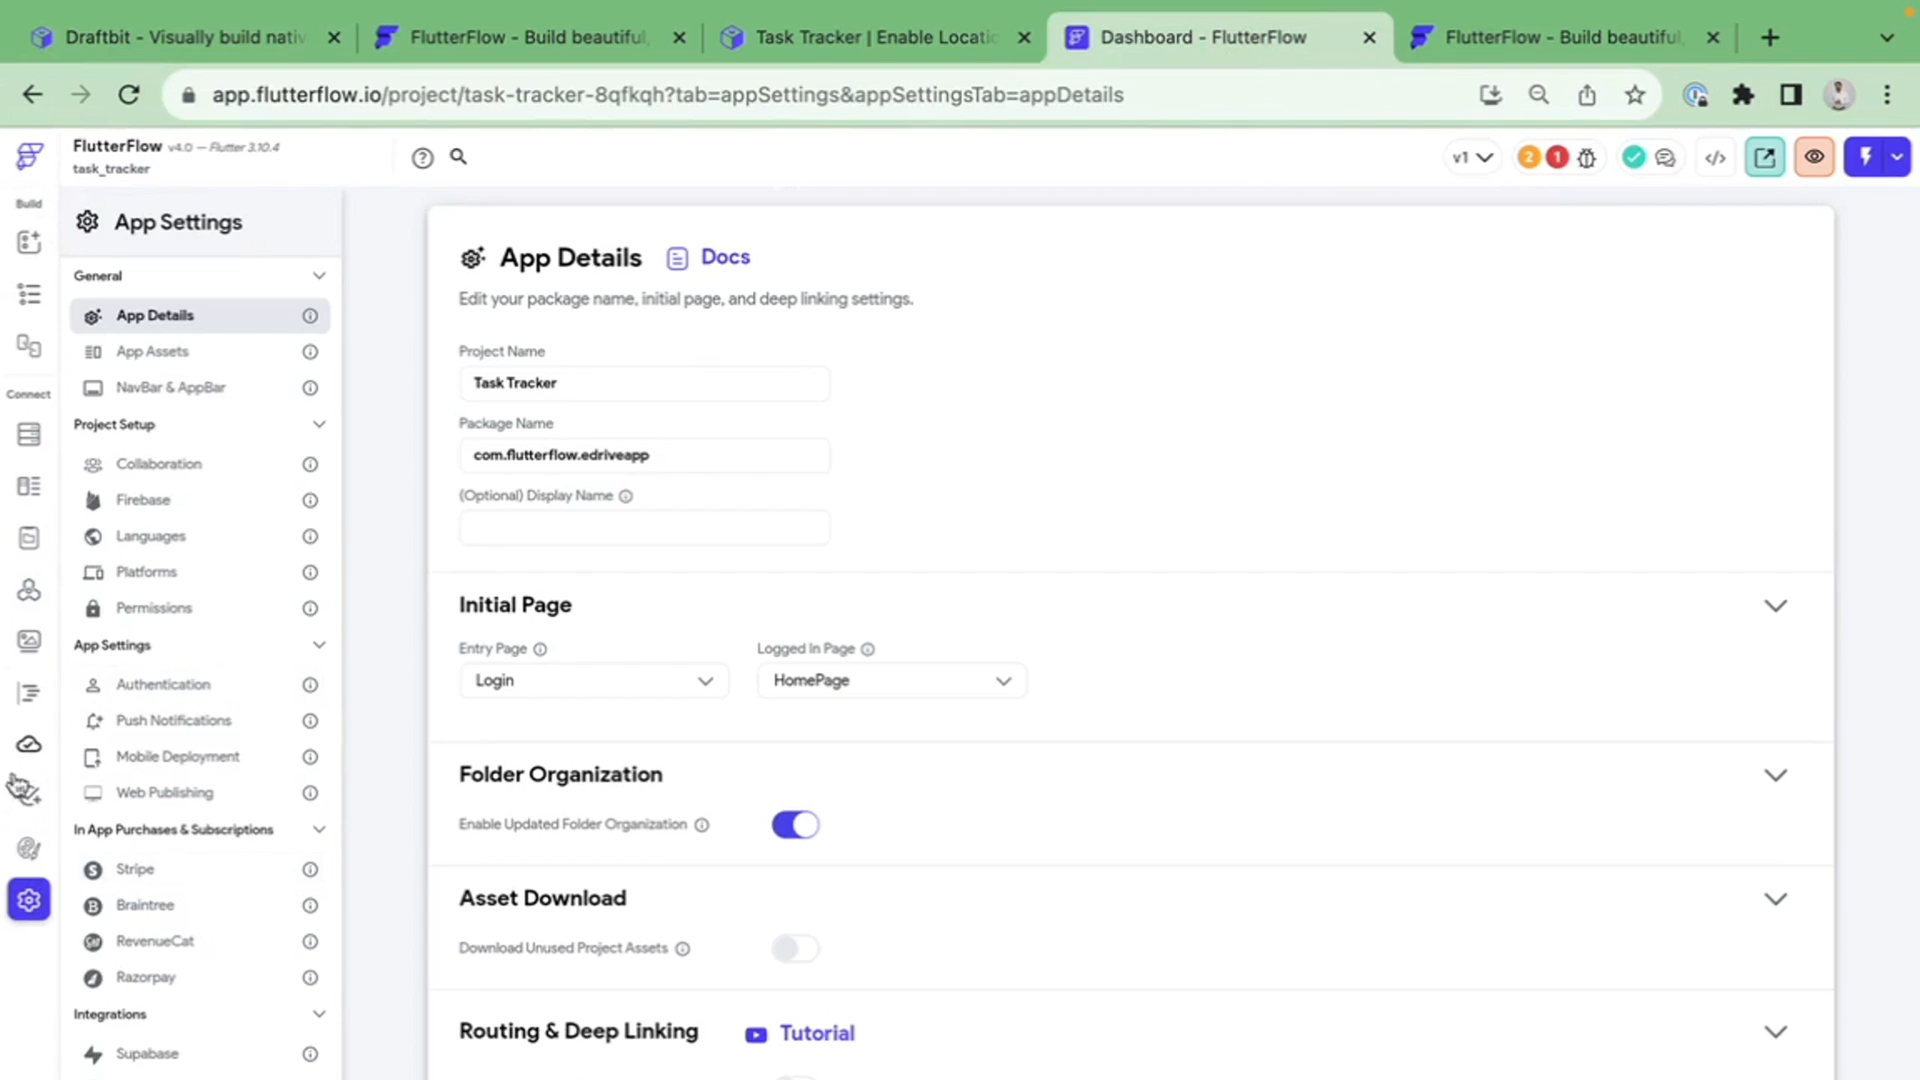 Draftbit - Visually build nativ
FlutterFlow - Build beautiful,
Task Tracker | Enable Locatio
Dashboard - FlutterFlow
FlutterFlow - Build beautiful,
app.flutterflow.io/project/task-tracker-8qfkqh?tab=appSettings&appSettingsTab=appDetails
FlutterFlow v4.0 — Flutter 3.10.4
task_tracker
v1
2
1
Build
Connect
App Settings
General
App Details
App Assets
NavBar & AppBar
Project Setup
Collaboration
Firebase
Languages
Platforms
Permissions
App Settings
Authentication
Push Notifications
Mobile Deployment
Web Publishing
In App Purchases & Subscriptions
Stripe
Braintree
RevenueCat
Razorpay
Integrations
Supabase
App Details
Docs
Edit your package name, initial page, and deep linking settings.
Project Name
Task Tracker
Package Name
com.flutterflow.edriveapp
(Optional) Display Name
Initial Page
Entry Page
Logged In Page
Login
HomePage
Folder Organization
Enable Updated Folder Organization
Asset Download
Download Unused Project Assets
Routing & Deep Linking
Tutorial